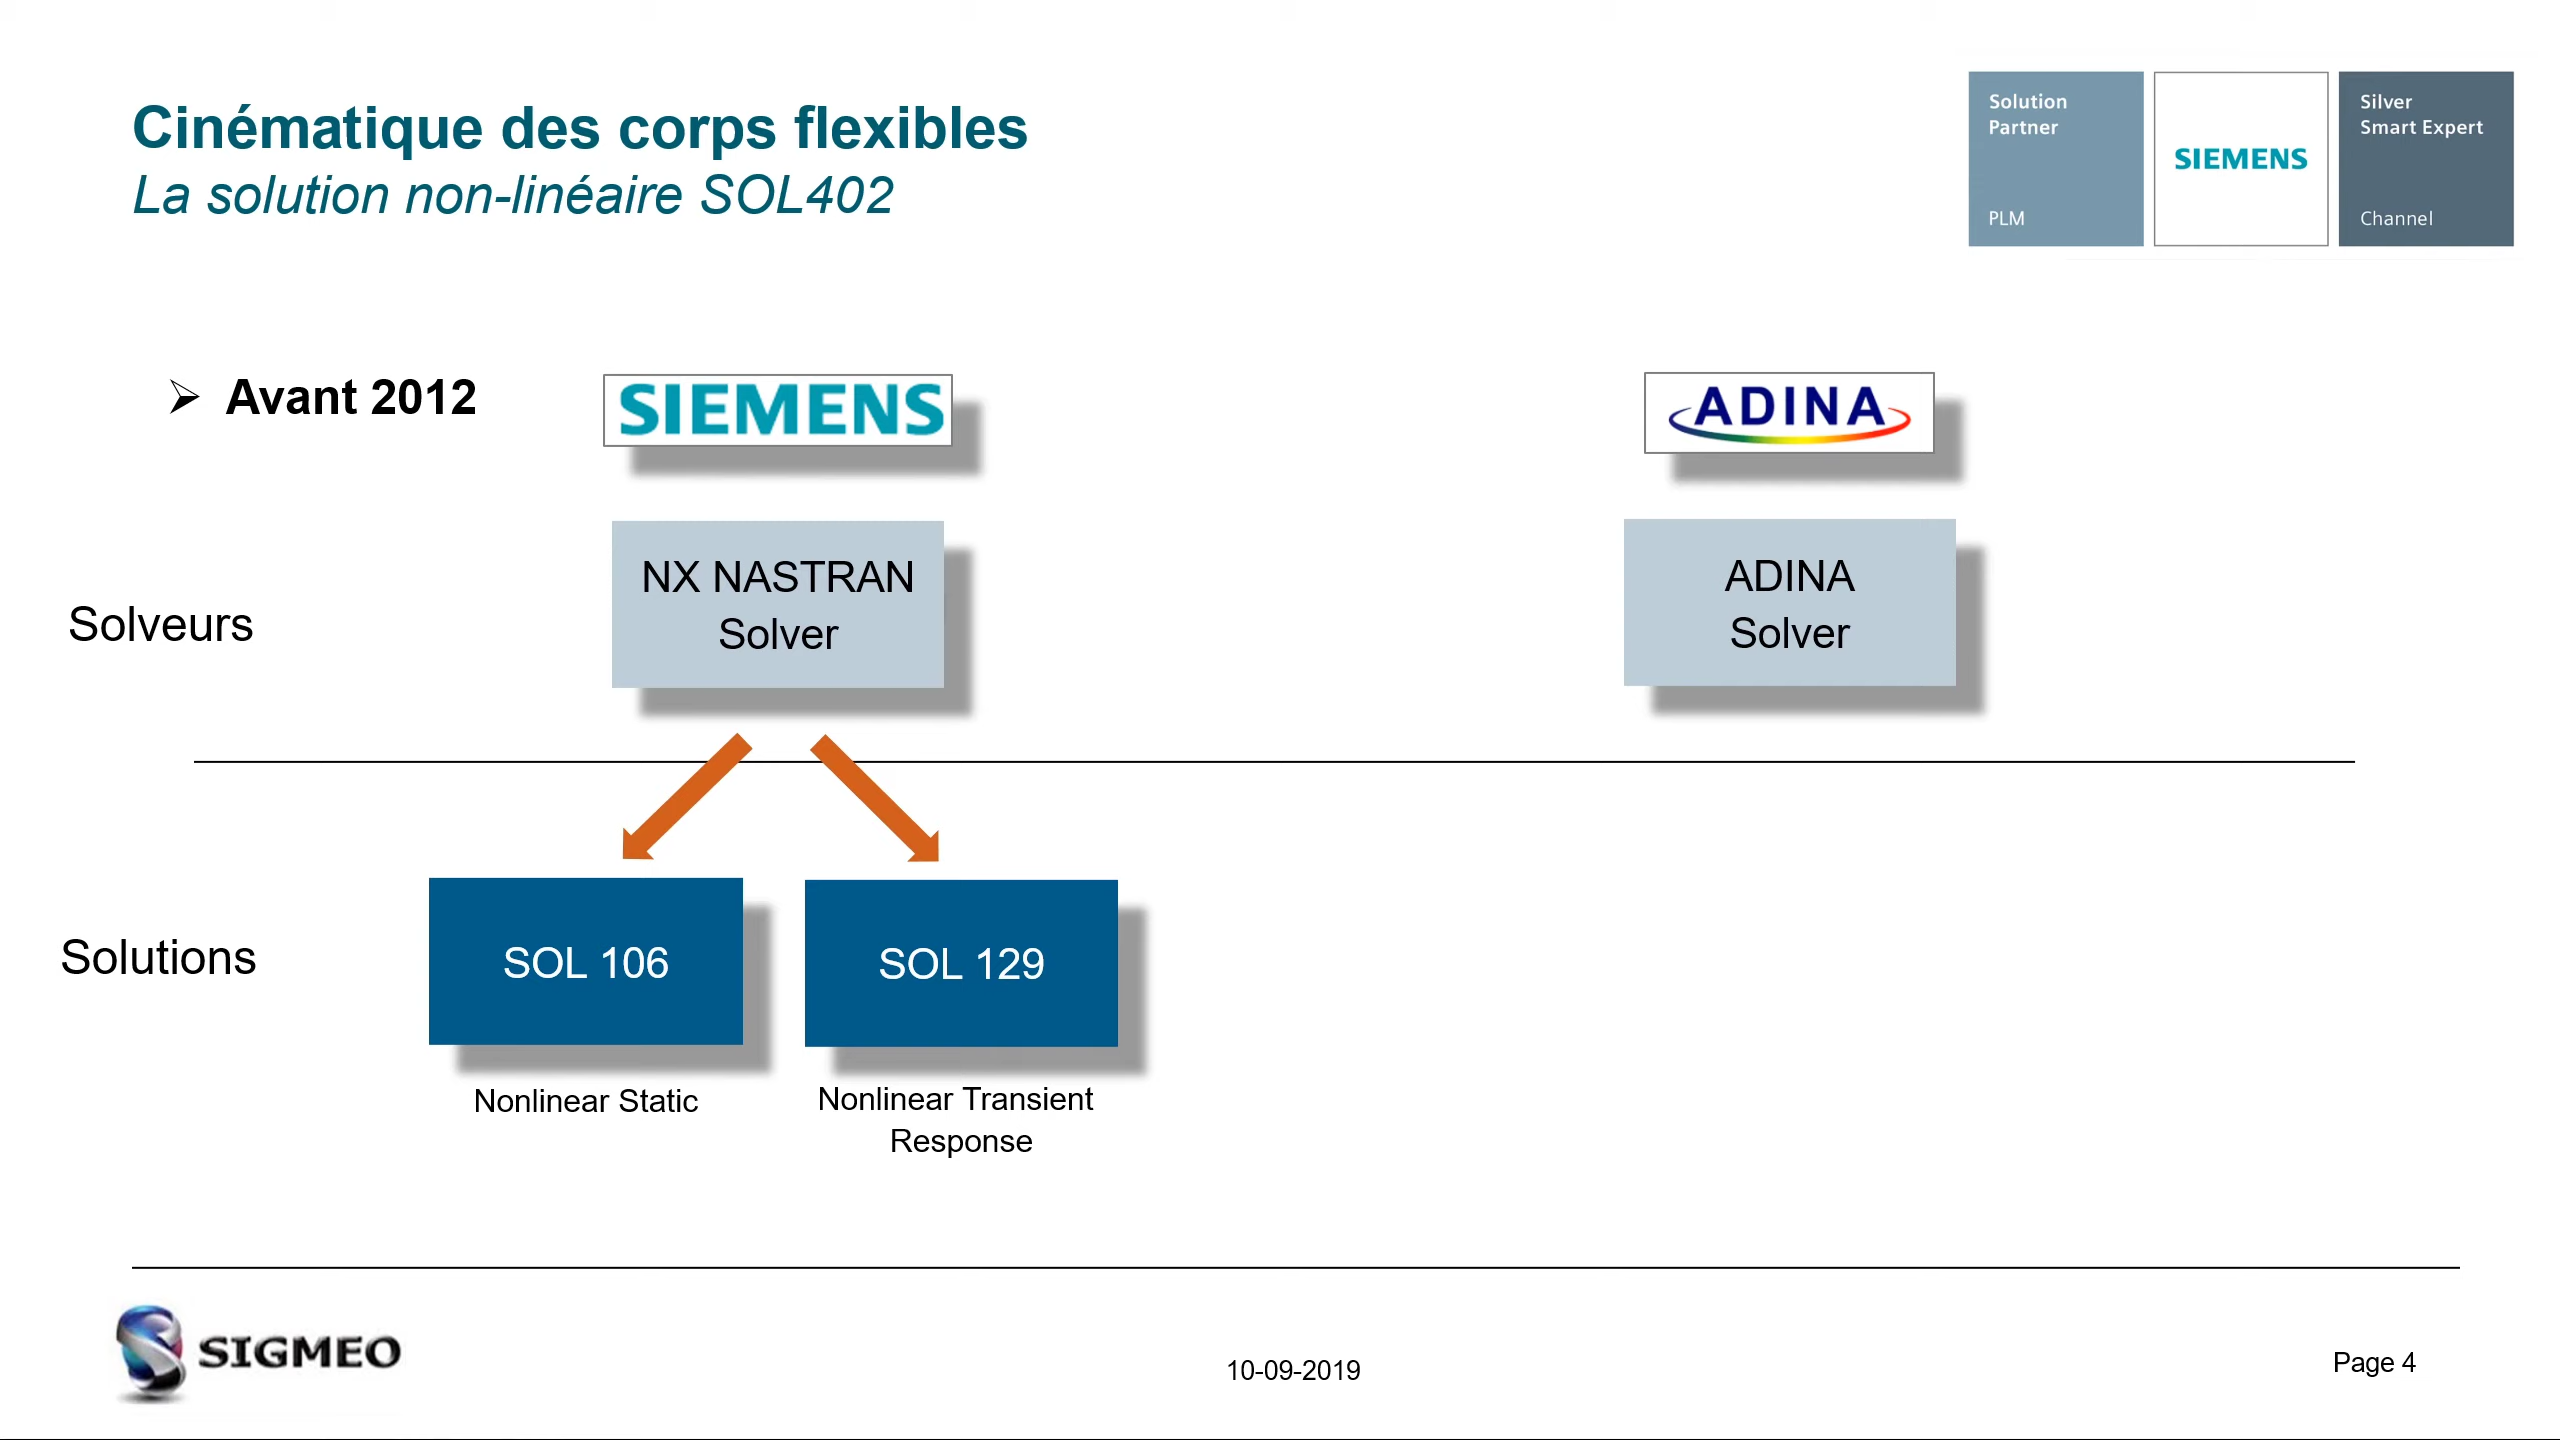 Cinématique des corps flexibles
La solution non-linéaire SOL402
Solution
Partner
PLM
SIEMENS
Silver
Smart Expert
Channel
➢ Avant 2012
SIEMENS
ADINA
Solveurs
NX NASTRAN
Solver
ADINA
Solver
Solutions
SOL 106
SOL 129
Nonlinear Static
Nonlinear Transient
Response
SIGMEO
10-09-2019
Page 4